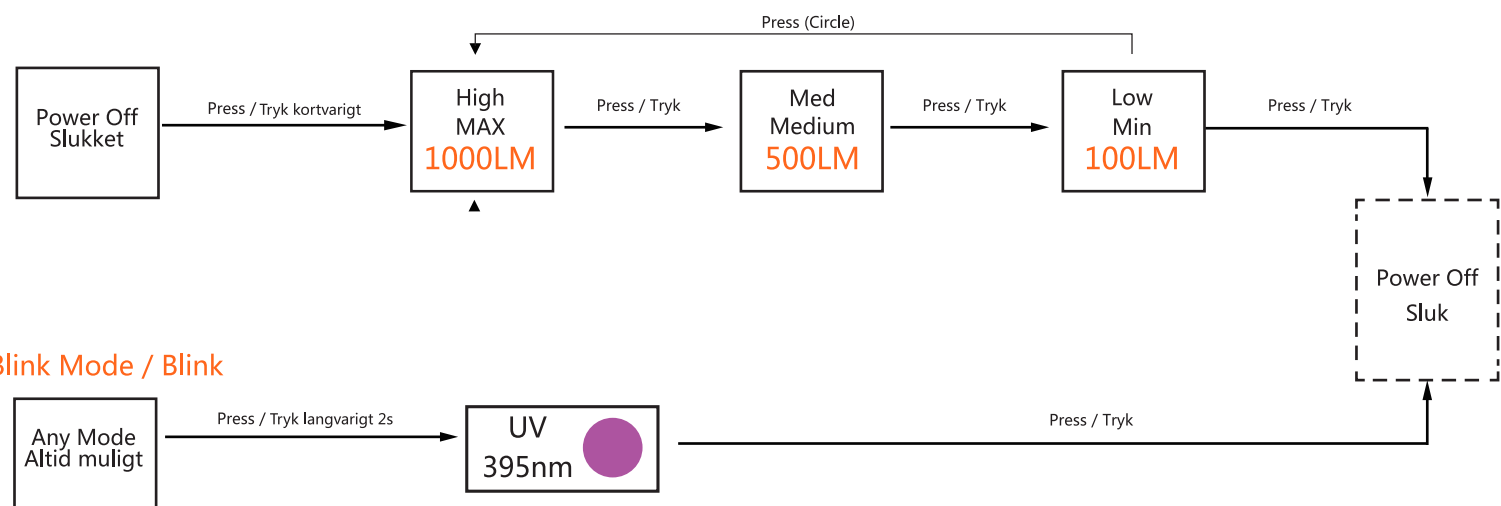 Press (Circle)
Power Off
Slukket
Press / Tryk kortvarigt
High
MAX
1000LM
Press / Tryk
Med
Medium
500LM
Press / Tryk
Low
Min
100LM
Press / Tryk
Power Off
Sluk
Blink Mode / Blink
Any Mode
Altid muligt
Press / Tryk langvarigt 2s
UV
395nm
Press / Tryk